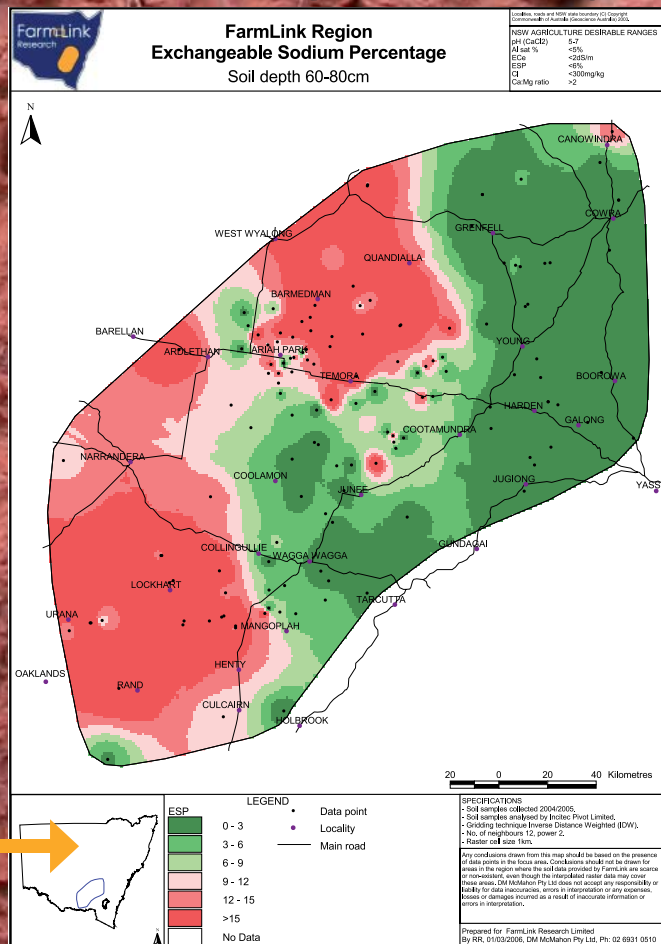 FarmLink
Research
FarmLink Region
Exchangeable Sodium Percentage
Soil depth 60-80cm
Localities, roads and NSW state boundary (C) Copyright
Commonwealth of Australia (Geoscience Australia) 2003.
NSW AGRICULTURE DESIRABLE RANGES
pH (CaCl2) 5-7
Al sat % <5%
ECe <2dS/m
ESP <6%
Cl <300mg/kg
Ca:Mg ratio >2
N
CANOWINDRA
COWRA
GRENFELL
WEST WYALONG
QUANDIALLA
BARMEDMAN
BARELLAN
ARDLETHAN
ARIAH PARK
YOUNG
TEMORA
BOOROWA
HARDEN
GALONG
COOTAMUNDRA
NARRANDERA
COOLAMON
JUNEE
JUGIONG
YASS
COLLINGULLIE
WAGGA WAGGA
GUNDAGAI
LOCKHART
TARCUTTA
URANA
MANGOPLAH
OAKLANDS
HENTY
RAND
CULCAIRN
HOLBROOK
20 0 20 40 Kilometres
LEGEND
ESP
0 - 3
3 - 6
6 - 9
9 - 12
12 - 15
>15
No Data
Data point
Locality
Main road
N
SPECIFICATIONS
- Soil samples collected 2004/2005.
- Soil samples analysed by Incitec Pivot Limited.
- Gridding technique Inverse Distance Weighted (IDW).
- No. of neighbours 12, power 2.
- Raster cell size 1km.
Any conclusions drawn from this map should be based on the presence
of data points in the focus area. Conclusions should not be drawn for
areas in the region where the soil data provided by FarmLink are scarce
or non-existent, even though the interpolated raster data may cover
these areas. DM McMahon Pty Ltd does not accept any responsibility or
liability for data inaccuracies, errors in interpretation or any expenses,
losses or damages incurred as a result of inaccurate information or
errors in interpretation.
Prepared for FarmLink Research Limited
By RR, 01/03/2006, DM McMahon Pty Ltd, Ph: 02 6931 0510